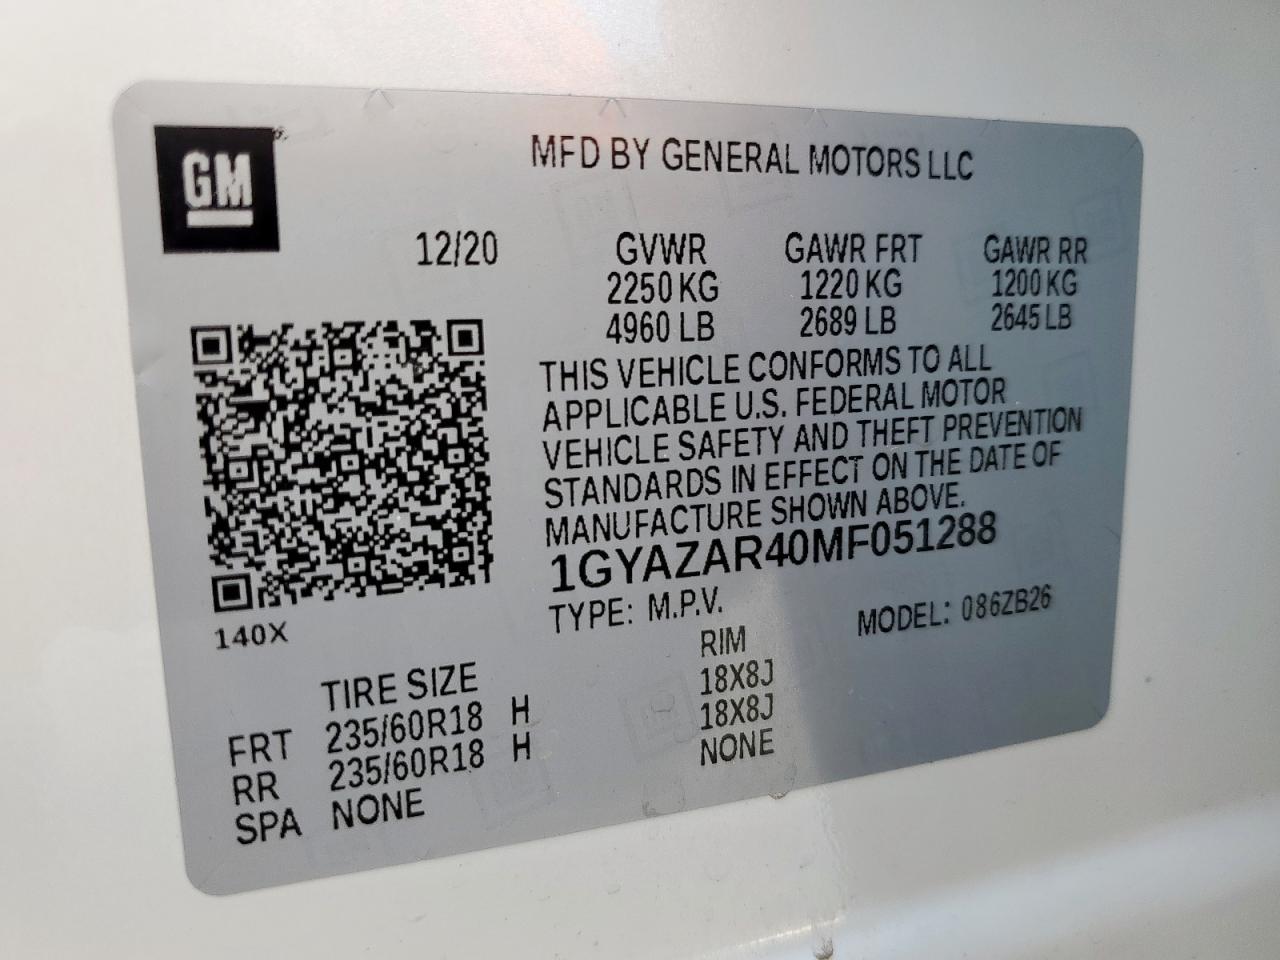 GM
MFD BY GENERAL MOTORS LLC
12/20 GVWR GAWR FRT GAWR RR
2250 KG 1220 KG 1200 KG
4960 LB 2689 LB 2645 LB
THIS VEHICLE CONFORMS TO ALL
APPLICABLE U.S. FEDERAL MOTOR
VEHICLE SAFETY AND THEFT PREVENTION
STANDARDS IN EFFECT ON THE DATE OF
MANUFACTURE SHOWN ABOVE.
1GYAZAR40MF051288
TYPE: M.P.V. MODEL: 086ZB26
140X
TIRE SIZE RIM
FRT 235/60R18 H 18X8J
RR 235/60R18 H 18X8J
SPA NONE NONE